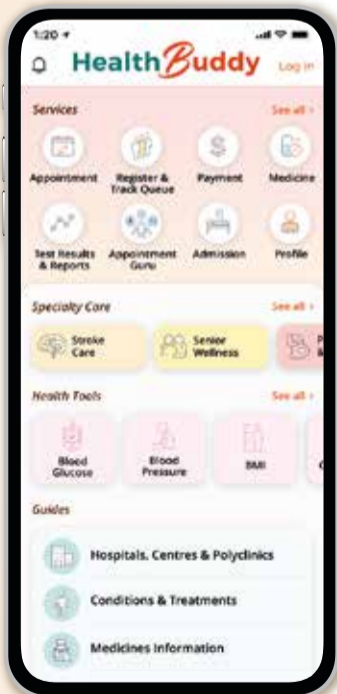 1:20
HealthBuddy
Log in
Services
See all ›
Appointment
Register &
Track Queue
Payment
Medicine
Test Results
& Reports
Appointment
Guru
Admission
Profile
Specialty Care
See all ›
Stroke
Care
Senior
Wellness
Health Tools
See all ›
Blood
Glucose
Blood
Pressure
BMI
Guides
Hospitals, Centres & Polyclinics
Conditions & Treatments
Medicines Information